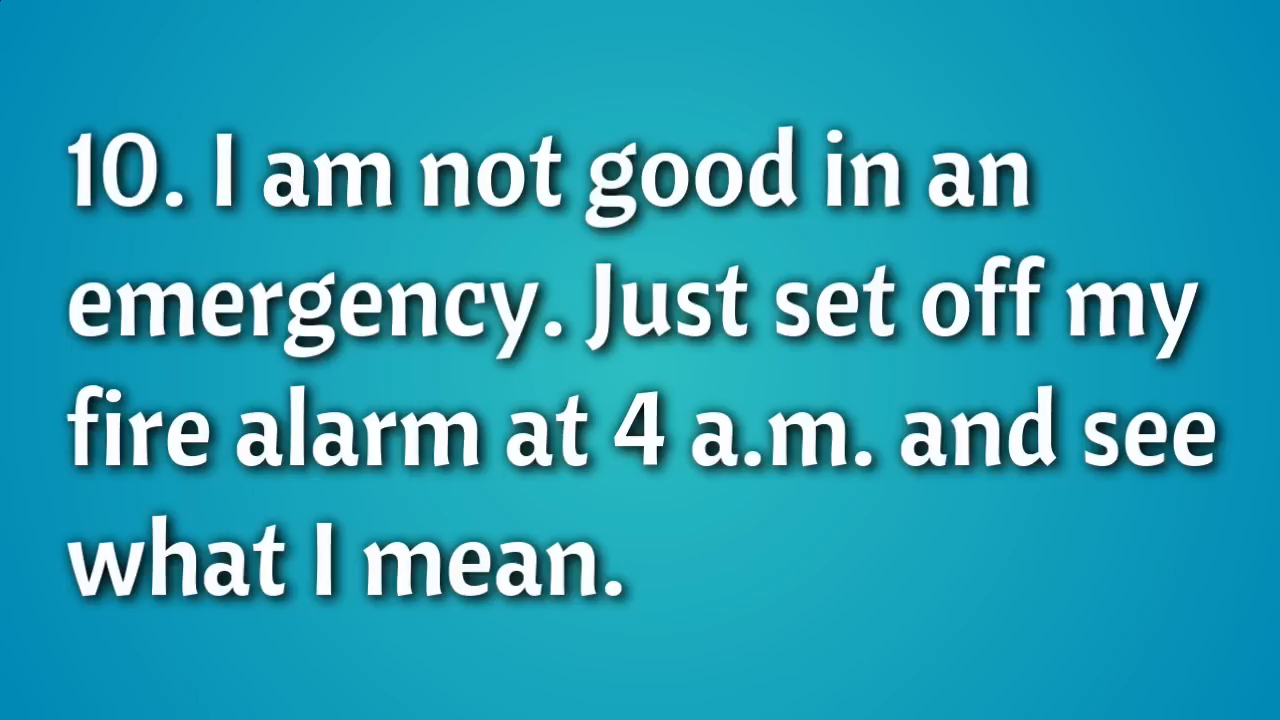 10. I am not good in an
emergency. Just set off my
fire alarm at 4 a.m. and see
what I mean.